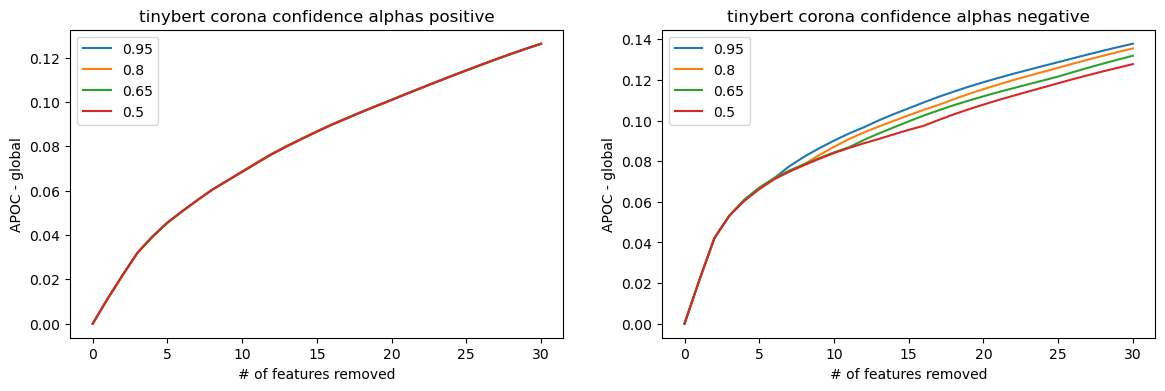 tinybert corona confidence alphas positive
0.95
0.8
0.65
0.5
APOC - global
0.12
0.10
0.08
0.06
0.04
0.02
0.00
0 5 10 15 20 25 30
# of features removed
tinybert corona confidence alphas negative
0.95
0.8
0.65
0.5
APOC - global
0.14
0.12
0.10
0.08
0.06
0.04
0.02
0.00
0 5 10 15 20 25 30
# of features removed